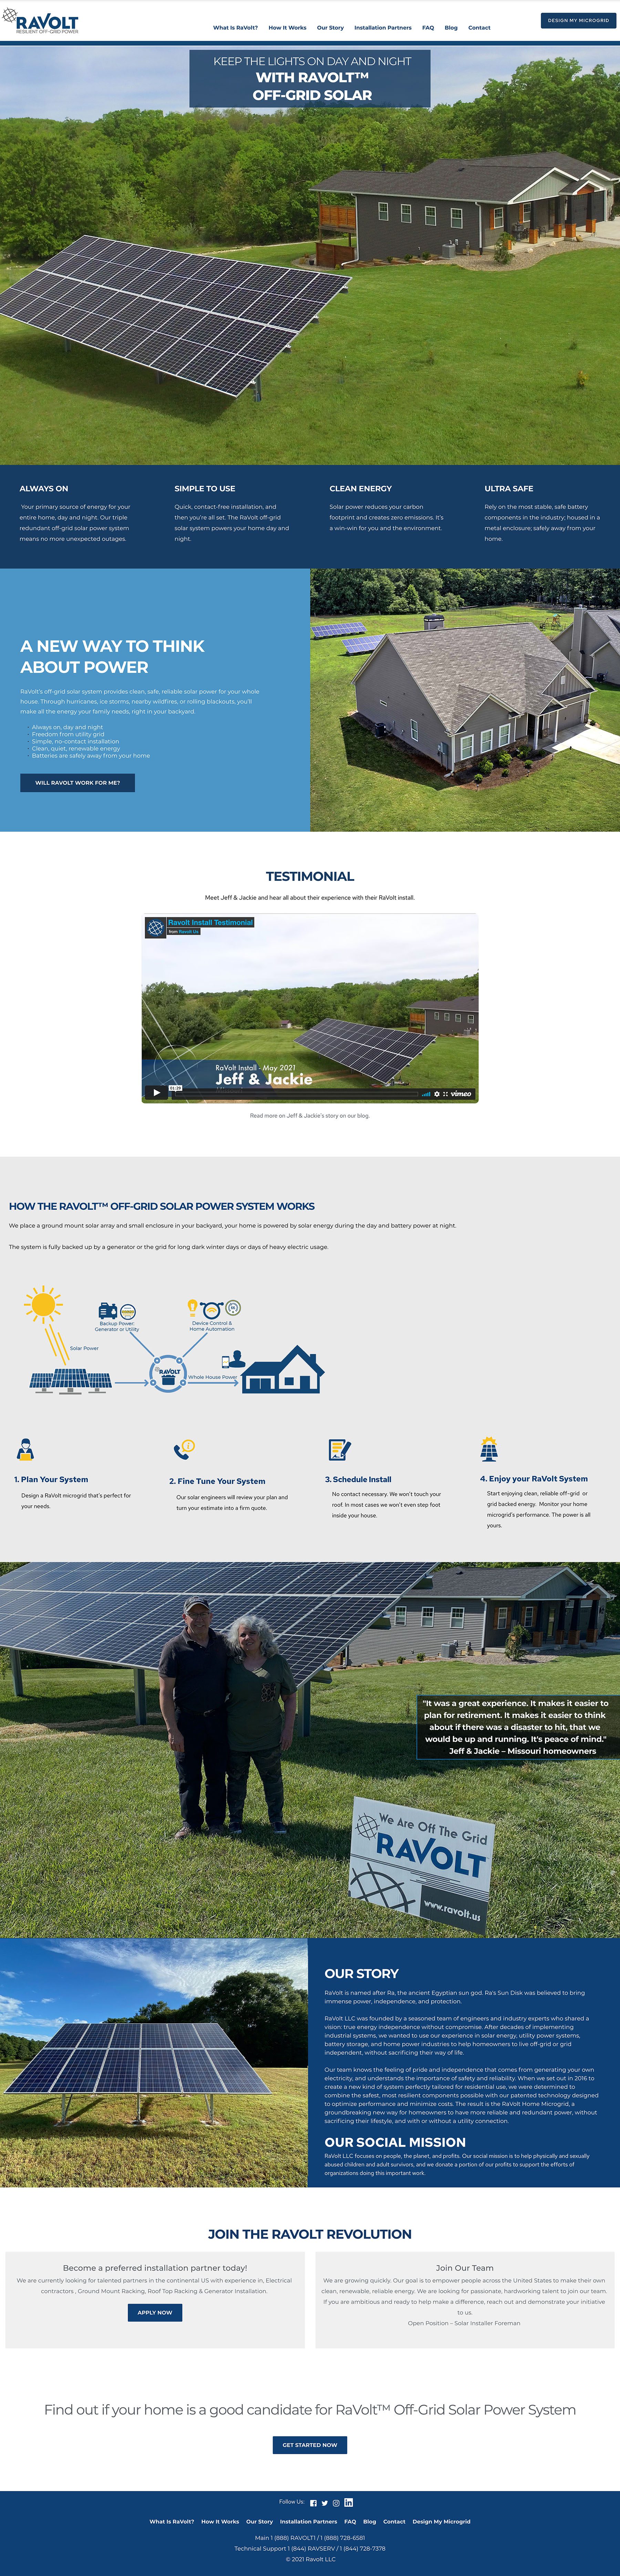 RAVOLT
RESILIENT OFF-GRID POWER
What Is RaVolt? How It Works Our Story Installation Partners FAQ Blog Contact
DESIGN MY MICROGRID
KEEP THE LIGHTS ON DAY AND NIGHT
WITH RAVOLT™
OFF-GRID SOLAR
ALWAYS ON
Your primary source of energy for your
entire home, day and night. Our triple
redundant off-grid solar power system
means no more unexpected outages.
SIMPLE TO USE
Quick, contact-free installation, and
then you're all set. The RaVolt off-grid
solar system powers your home day and
night.
CLEAN ENERGY
Solar power reduces your carbon
footprint and creates zero emissions. It's
a win-win for you and the environment.
ULTRA SAFE
Rely on the most stable, safe battery
components in the industry; housed in a
metal enclosure; safely away from your
home.
A NEW WAY TO THINK
ABOUT POWER
RaVolt's off-grid solar system provides clean, safe, reliable solar power for your whole
house. Through hurricanes, ice storms, nearby wildfires, or rolling blackouts, you'll
make all the energy your family needs, right in your backyard.
Always on, day and night
Freedom from utility grid
Simple, no-contact installation
Clean, quiet, renewable energy
Batteries are safely away from your home
WILL RAVOLT WORK FOR ME?
TESTIMONIAL
Meet Jeff & Jackie and hear all about their experience with their RaVolt install.
Ravolt Install Testimonial
from Ravolt Us
RaVolt Install - May 2021
Jeff & Jackie
vimeo
Read more on Jeff & Jackie's story on our blog.
HOW THE RAVOLT™ OFF-GRID SOLAR POWER SYSTEM WORKS
We place a ground mount solar array and small enclosure in your backyard, your home is powered by solar energy during the day and battery power at night.
The system is fully backed up by a generator or the grid for long dark winter days or days of heavy electric usage.
Backup Power:
Generator or Utility
Device Control &
Home Automation
Solar Power
RAVOLT
Whole House Power
1. Plan Your System
Design a RaVolt microgrid that's perfect for
your needs.
2. Fine Tune Your System
Our solar engineers will review your plan and
turn your estimate into a firm quote.
3. Schedule Install
No contact necessary. We won't touch your
roof. In most cases we won't even step foot
inside your house.
4. Enjoy your RaVolt System
Start enjoying clean, reliable off-grid or
grid backed energy. Monitor your home
microgrid's performance. The power is all
yours.
"It was a great experience. It makes it easier to
plan for retirement. It makes it easier to think
about if there was a disaster to hit, that we
would be up and running. It's peace of mind."
Jeff & Jackie – Missouri homeowners
We Are Off The Grid
RAVOLT
www.ravolt.us
OUR STORY
RaVolt is named after Ra, the ancient Egyptian sun god. Ra's Sun Disk was believed to bring
immense power, independence, and protection.
RaVolt LLC was founded by a seasoned team of engineers and industry experts who shared a
vision: true energy independence without compromise. After decades of implementing
industrial systems, we wanted to use our experience in solar energy, utility power systems,
battery storage, and home power industries to help homeowners to live off-grid or grid
independent, without sacrificing their way of life.
Our team knows the feeling of pride and independence that comes from generating your own
electricity, and understands the importance of safety and reliability. When we set out in 2016 to
create a new kind of system perfectly tailored for residential use, we were determined to
combine the safest, most resilient components possible with our patented technology designed
to optimize performance and minimize costs. The result is the RaVolt Home Microgrid, a
groundbreaking new way for homeowners to have more reliable and redundant power, without
sacrificing their lifestyle, and with or without a utility connection.
OUR SOCIAL MISSION
RaVolt LLC focuses on people, the planet, and profits. Our social mission is to help physically and sexually
abused children and adult survivors, and we donate a portion of our profits to support the efforts of
organizations doing this important work.
JOIN THE RAVOLT REVOLUTION
Become a preferred installation partner today!
We are currently looking for talented partners in the continental US with experience in, Electrical
contractors , Ground Mount Racking, Roof Top Racking & Generator Installation.
APPLY NOW
Join Our Team
We are growing quickly. Our goal is to empower people across the United States to make their own
clean, renewable, reliable energy. We are looking for passionate, hardworking talent to join our team.
If you are ambitious and ready to help make a difference, reach out and demonstrate your initiative
to us.
Open Position – Solar Installer Foreman
Find out if your home is a good candidate for RaVolt™ Off-Grid Solar Power System
GET STARTED NOW
Follow Us:
What Is RaVolt? How It Works Our Story Installation Partners FAQ Blog Contact Design My Microgrid
Main 1 (888) RAVOLT1 / 1 (888) 728-6581
Technical Support 1 (844) RAVSERV / 1 (844) 728-7378
© 2021 Ravolt LLC